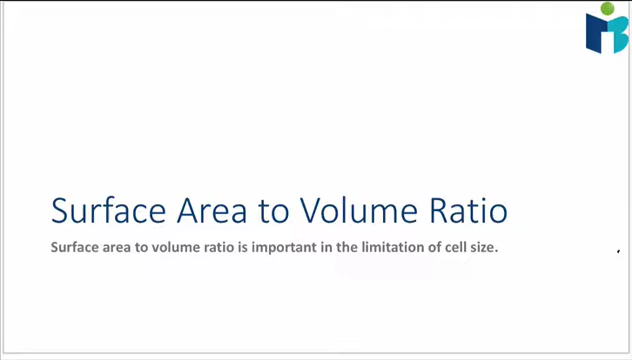 Surface Area to Volume Ratio
Surface area to volume ratio is important in the limitation of cell size.